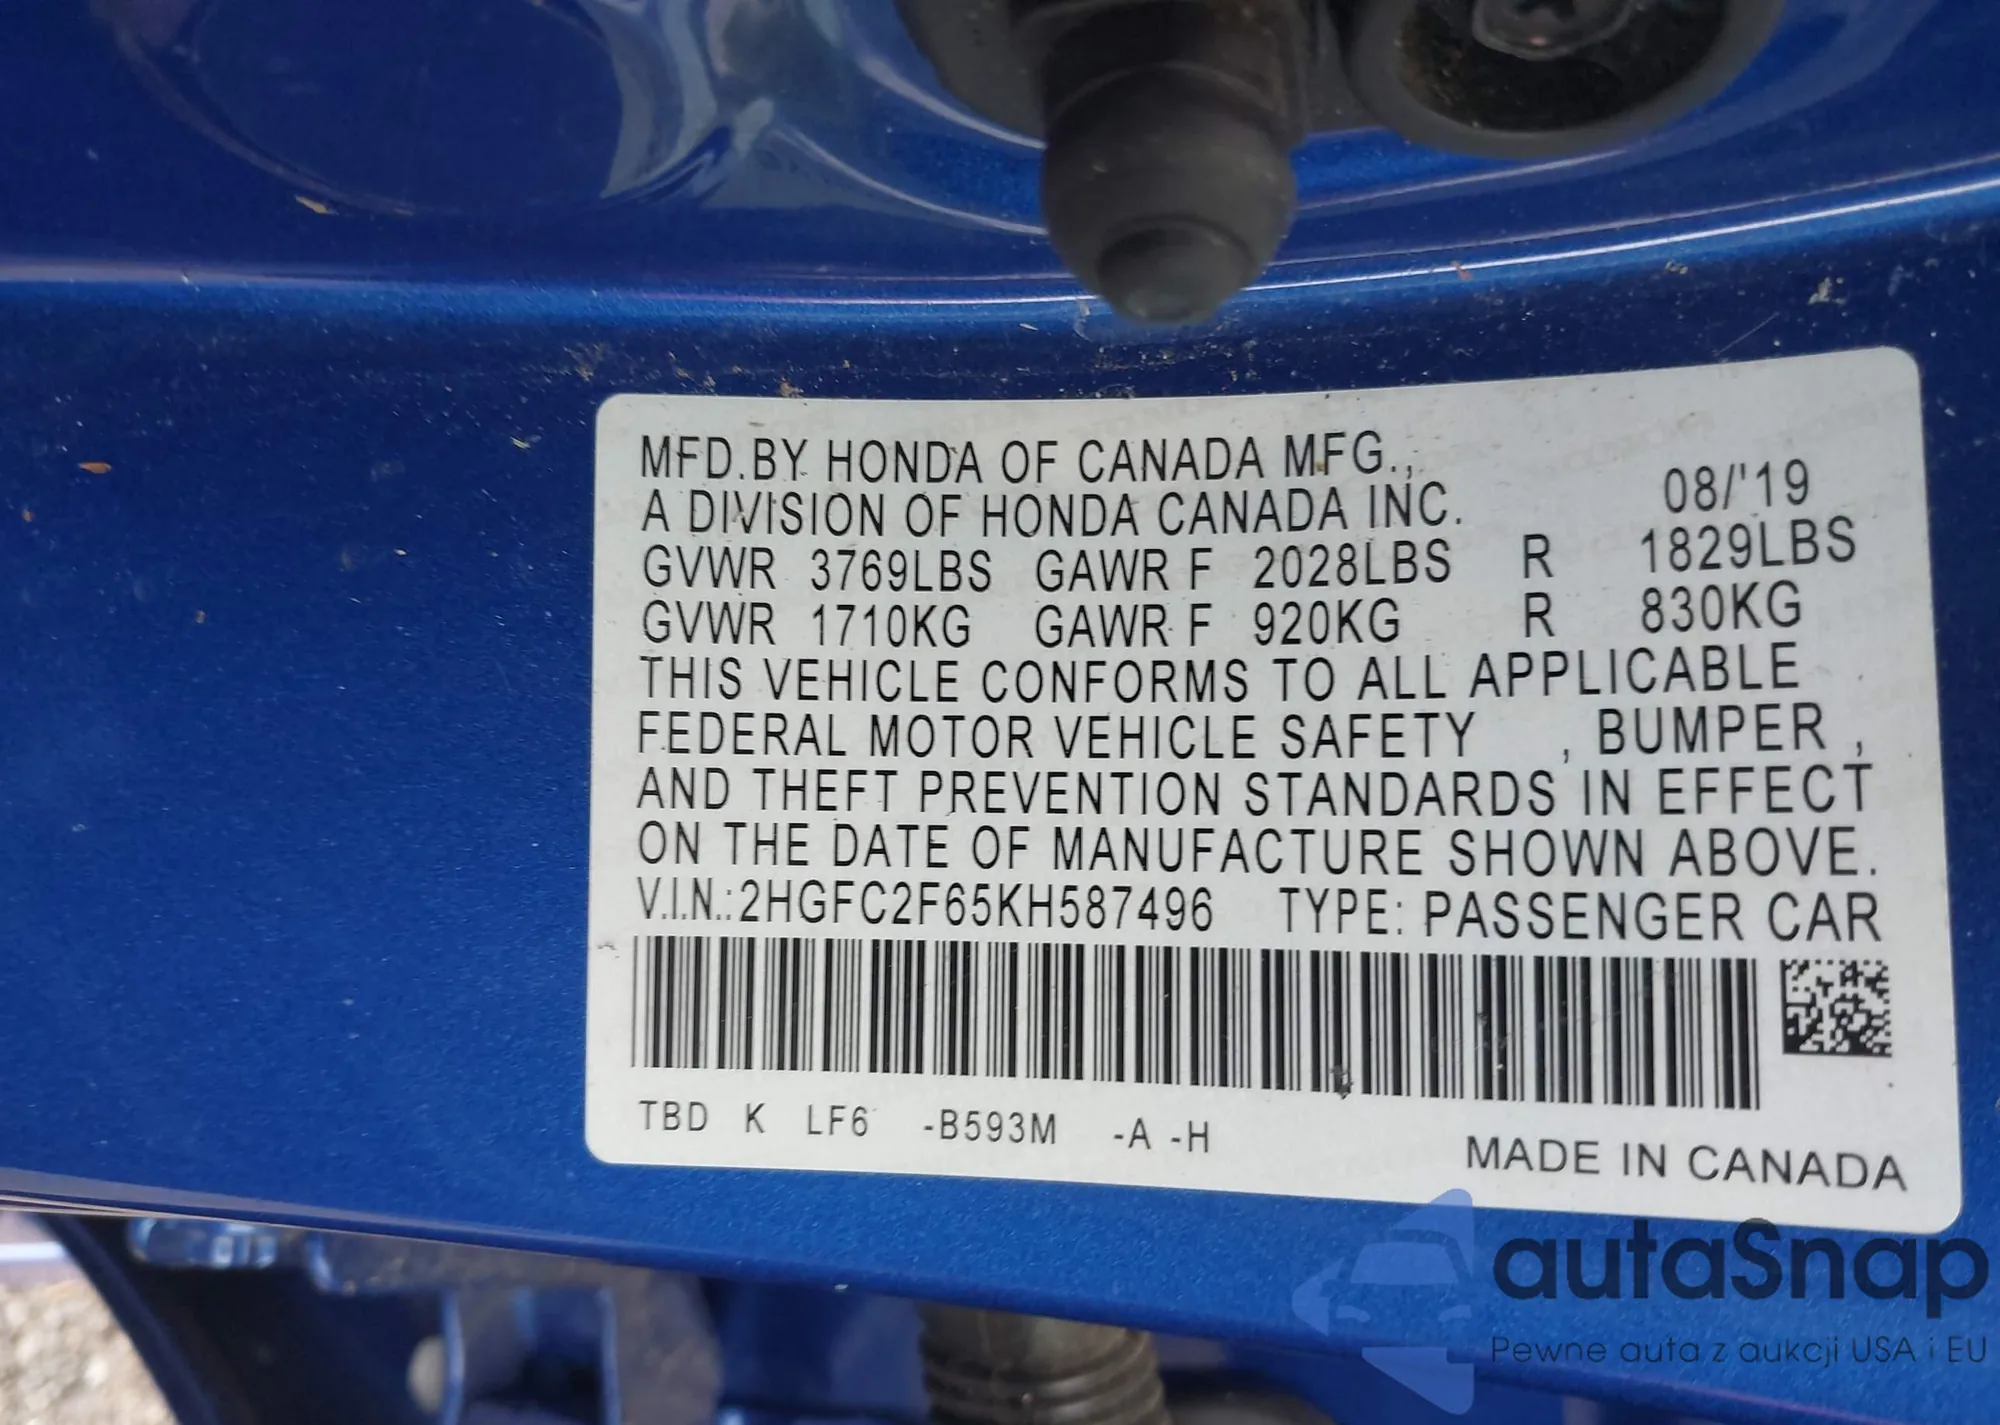 MFD.BY HONDA OF CANADA MFG.,
A DIVISION OF HONDA CANADA INC. 08/'19
GVWR 3769LBS GAWR F 2028LBS R 1829LBS
GVWR 1710KG GAWR F 920KG R 830KG
THIS VEHICLE CONFORMS TO ALL APPLICABLE
FEDERAL MOTOR VEHICLE SAFETY , BUMPER ,
AND THEFT PREVENTION STANDARDS IN EFFECT
ON THE DATE OF MANUFACTURE SHOWN ABOVE.
V.I.N.:2HGFC2F65KH587496 TYPE: PASSENGER CAR
TBD K LF6 -B593M -A -H
MADE IN CANADA
autaSnap
Pewne auta z aukcji USA i EU